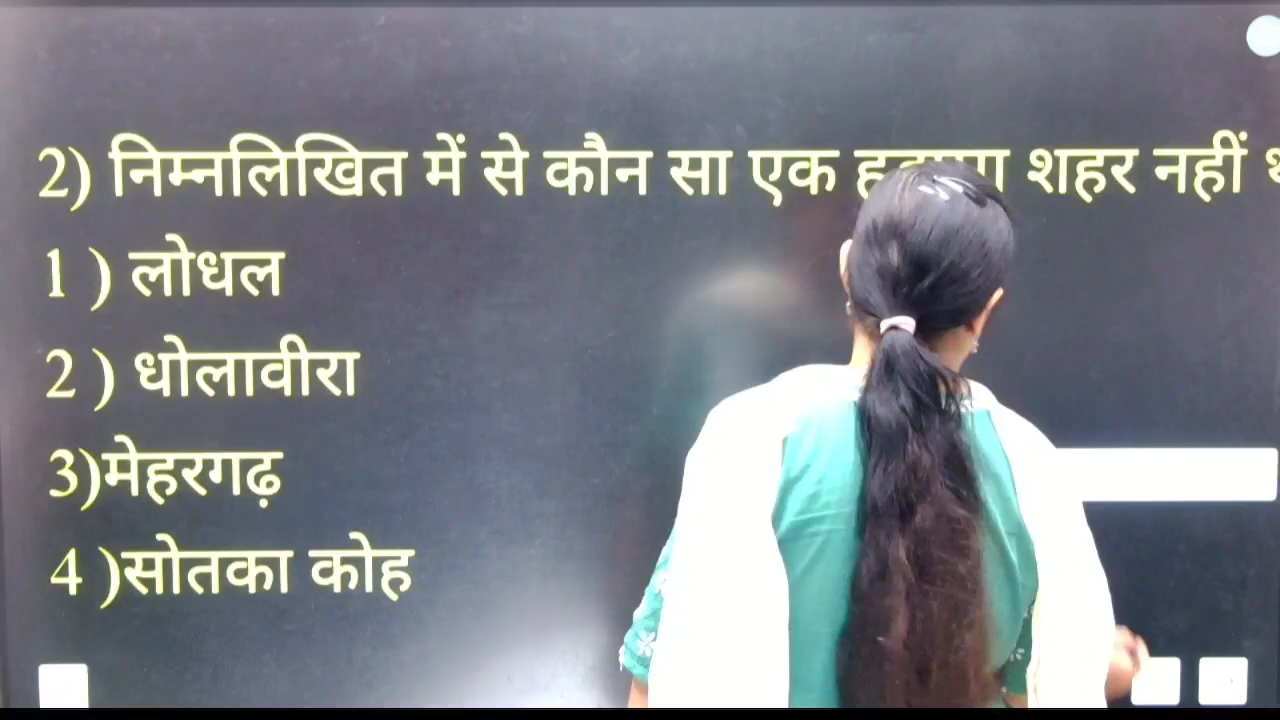 2) निम्नलिखित में से कौन सा एक शहर नहीं
1 ) लोधल
2 ) धोलावीरा
3)मेहरगढ़
4 )सोतका कोह